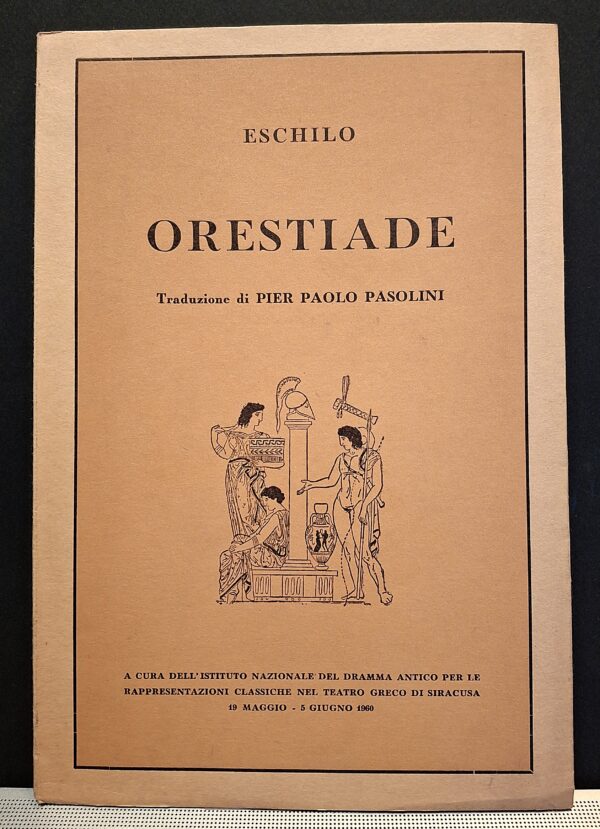 ESCHILO
ORESTIADE
Traduzione di PIER PAOLO PASOLINI
A CURA DELL'ISTITUTO NAZIONALE DEL DRAMMA ANTICO PER LE
RAPPRESENTAZIONI CLASSICHE NEL TEATRO GRECO DI SIRACUSA
19 MAGGIO - 5 GIUGNO 1960